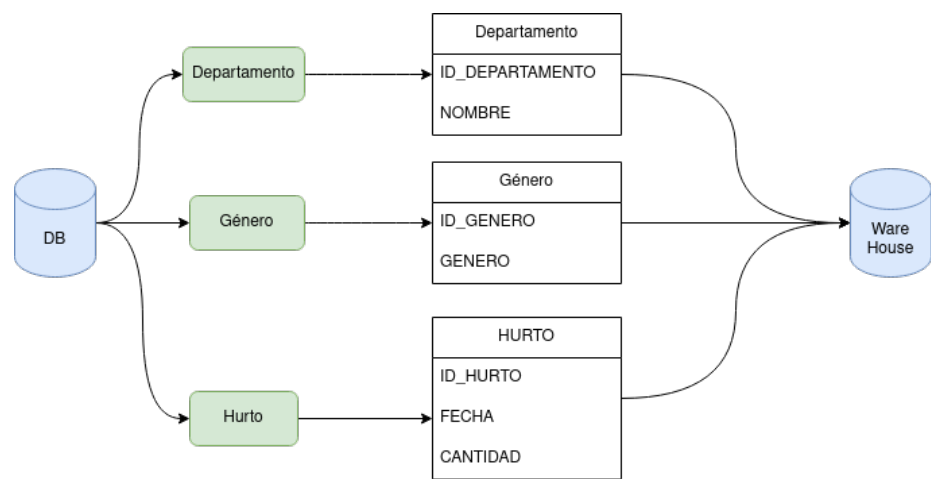 Departamento
Departamento
ID_DEPARTAMENTO
NOMBRE
DB
Género
Género
ID_GENERO
GENERO
Ware
House
Hurto
HURTO
ID_HURTO
FECHA
CANTIDAD